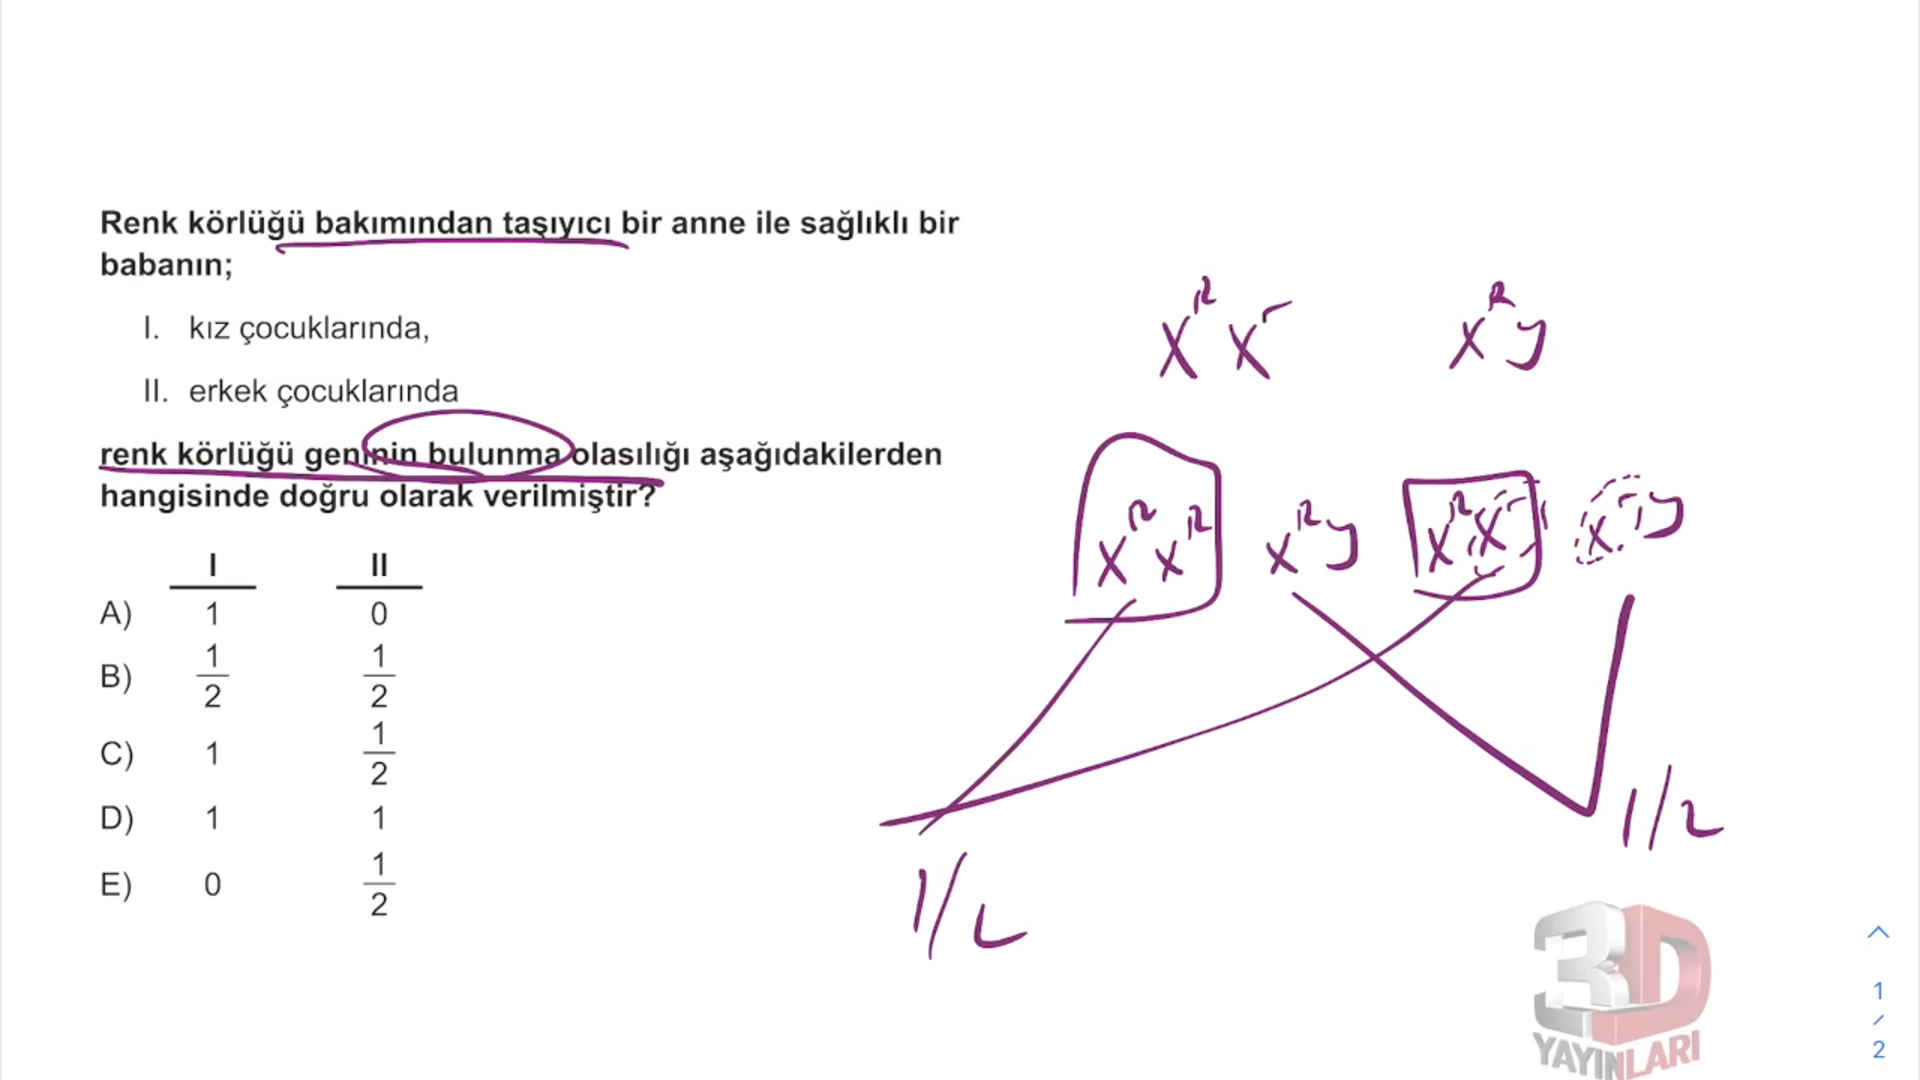 Renk körlüğü bakımından taşıyıcı bir anne ile sağlıklı bir
babanın;
I. kız çocuklarında,
II. erkek çocuklarında
renk körlüğü geninin bulunma olasılığı aşağıdakilerden
hangisinde doğru olarak verilmiştir?
I II
A) 1 0
B) 1/2 1/2
C) 1 1/2
D) 1 1
E) 0 1/2
X^R X^r X^R y
X^R X^R X^R y X^R X^r X^r y
1/2
1/2
3D
YAYINLARI
1
/
2